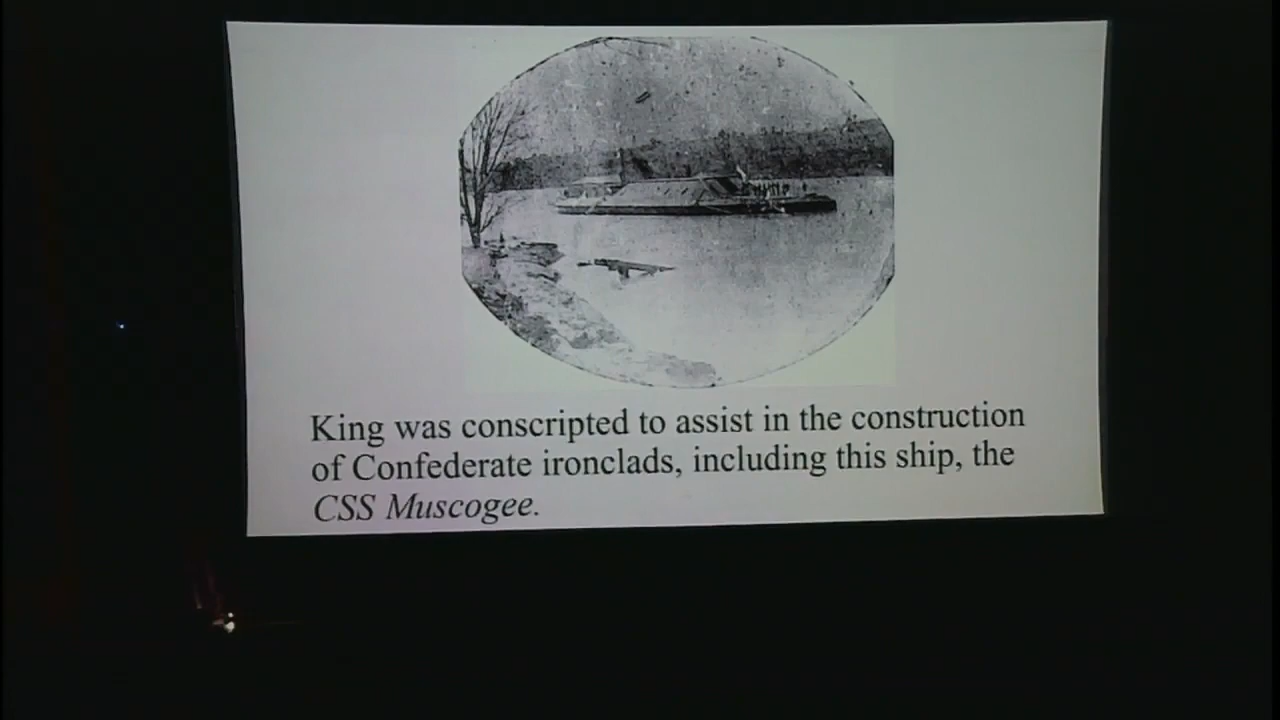 King was conscripted to assist in the construction
of Confederate ironclads, including this ship, the
CSS Muscogee.